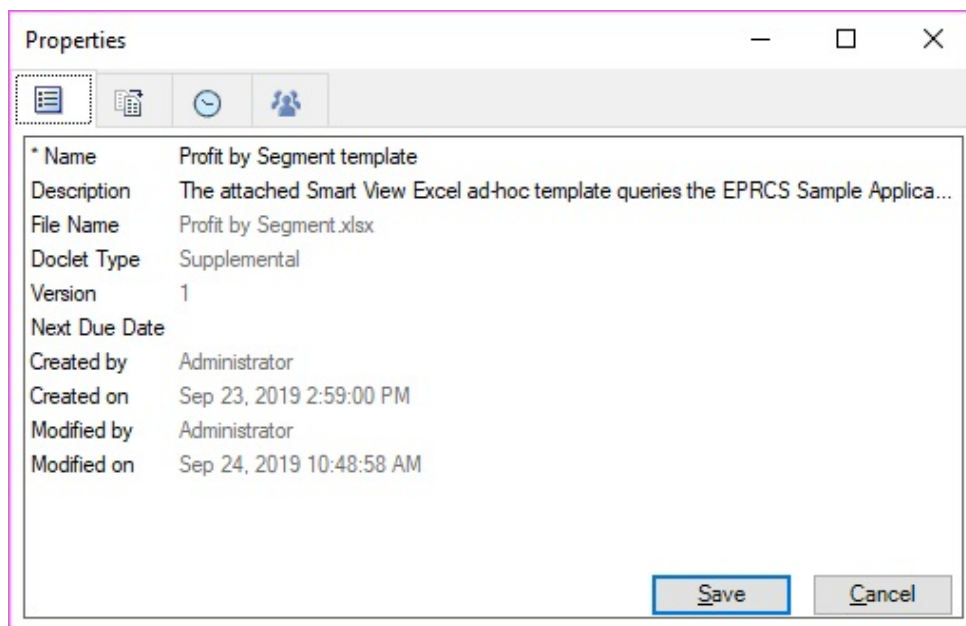 Properties
* Name Profit by Segment template
Description The attached Smart View Excel ad-hoc template queries the EPRCS Sample Applica...
File Name Profit by Segment.xlsx
Doclet Type Supplemental
Version 1
Next Due Date
Created by Administrator
Created on Sep 23, 2019 2:59:00 PM
Modified by Administrator
Modified on Sep 24, 2019 10:48:58 AM
Save Cancel